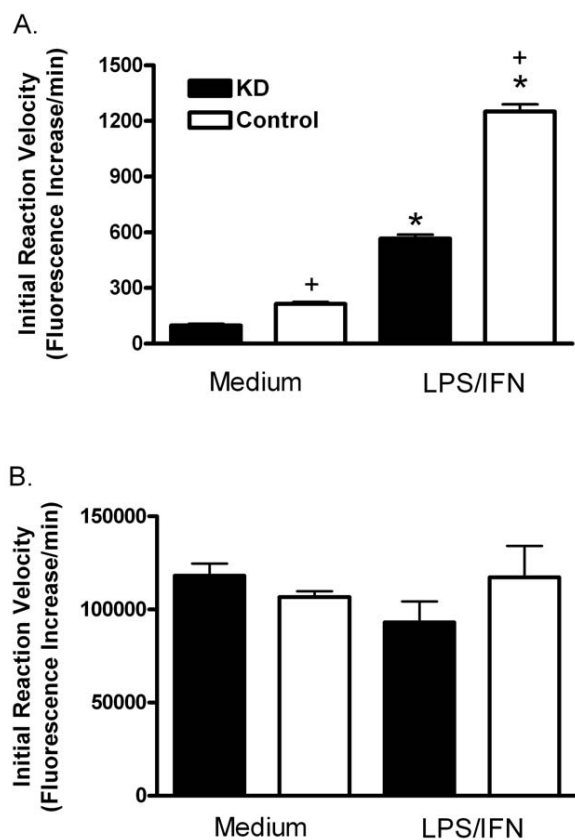 A.
Initial Reaction Velocity
(Fluorescence Increase/min)
1500
1200
600
300
0
KD
Control
+
*
+
*
Medium LPS/IFN
B.
Initial Reaction Velocity
(Fluorescence Increase/min)
150000
100000
50000
0
Medium LPS/IFN